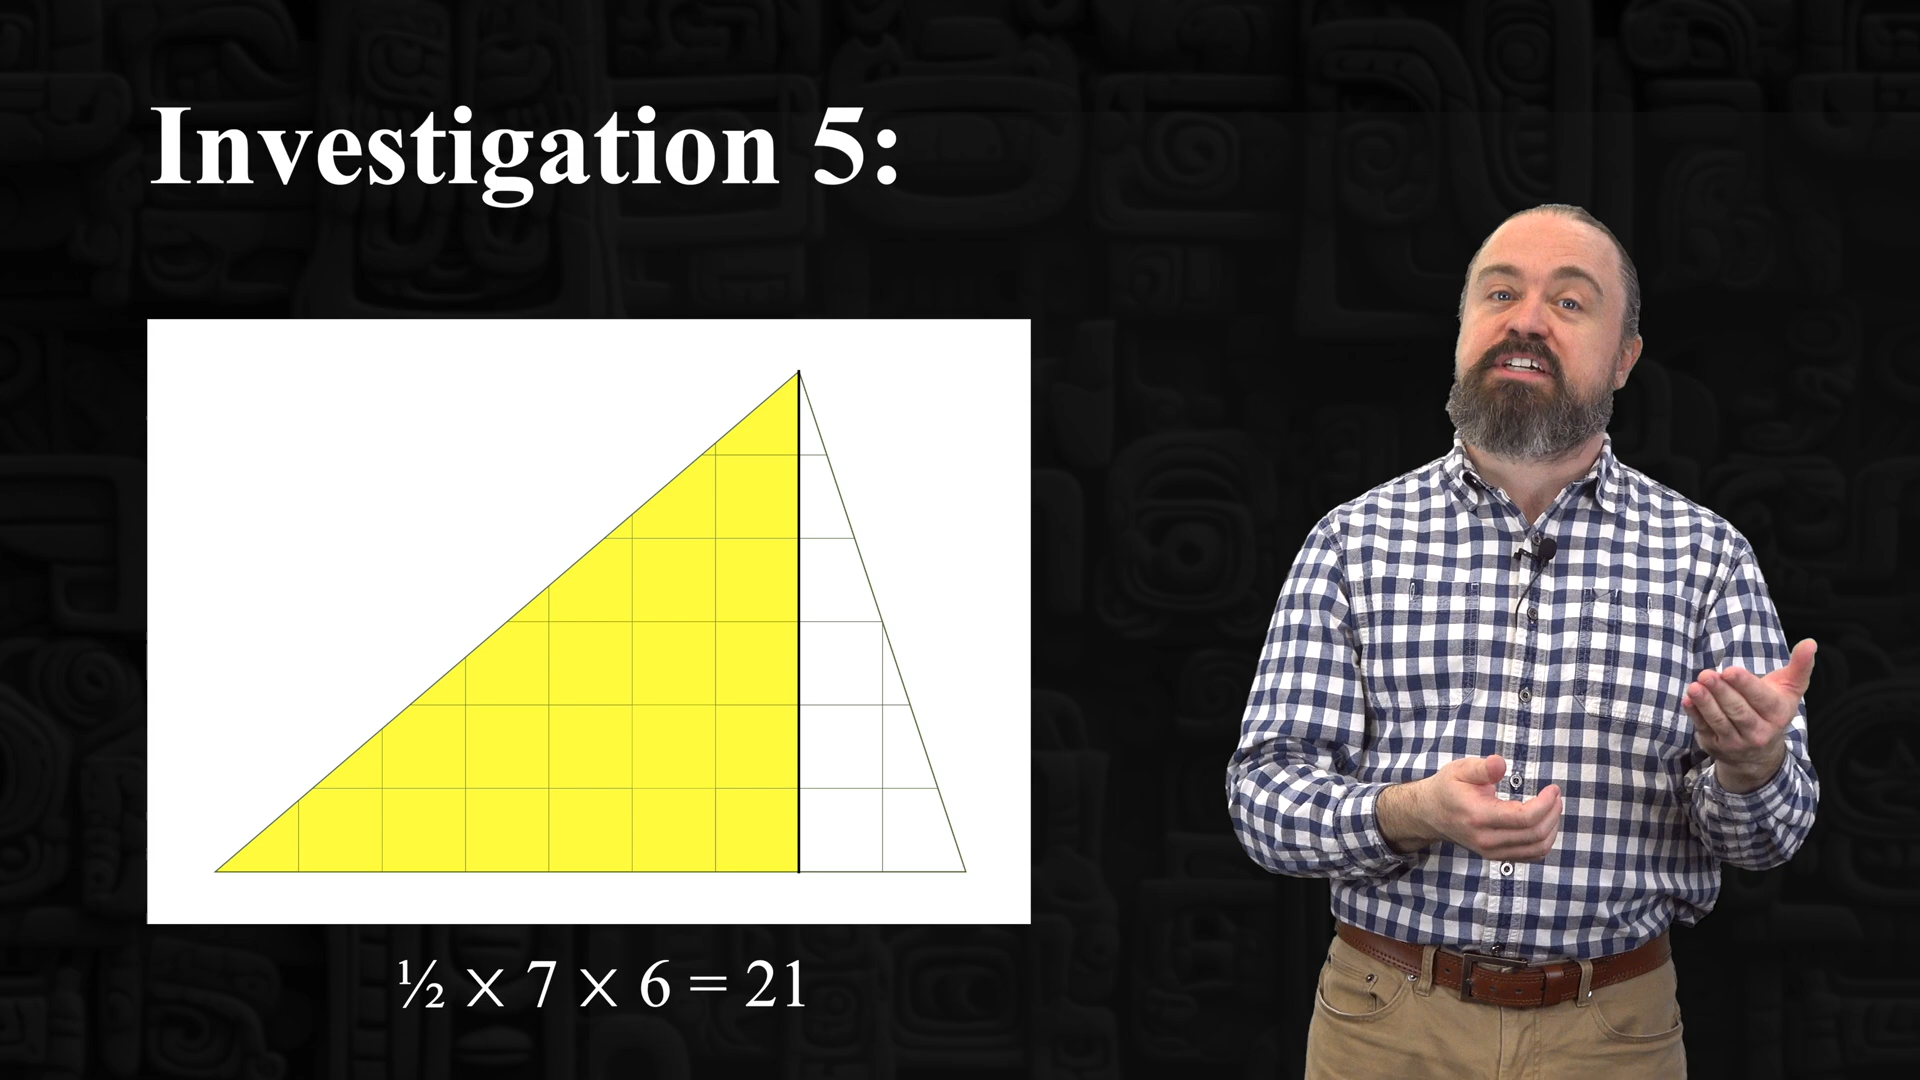 Investigation 5:
½ × 7 × 6 = 21